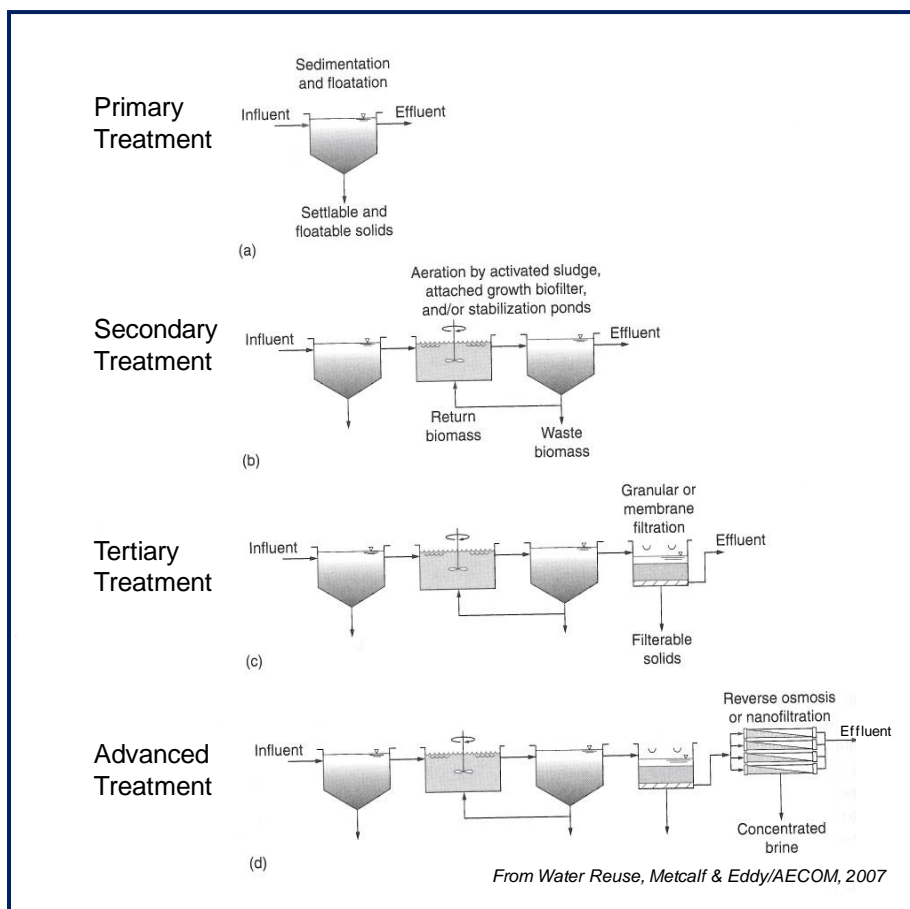 Primary
Treatment
Sedimentation
and floatation
Influent
Effluent
Settlable and
floatable solids
(a)
Secondary
Treatment
Aeration by activated sludge,
attached growth biofilter,
and/or stabilization ponds
Influent
Effluent
Return
biomass
Waste
biomass
(b)
Tertiary
Treatment
Granular or
membrane
filtration
Influent
Effluent
Filterable
solids
(c)
Advanced
Treatment
Reverse osmosis
or nanofiltration
Influent
Effluent
Concentrated
brine
(d)
From Water Reuse, Metcalf & Eddy/AECOM, 2007